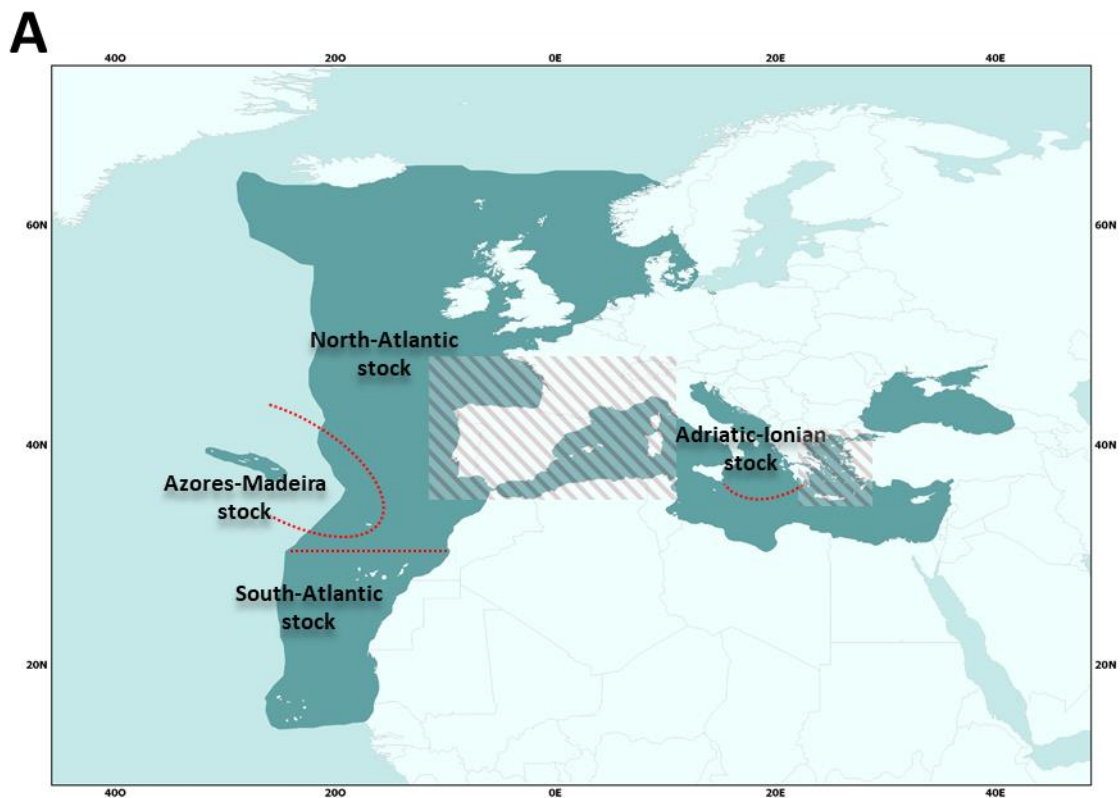 A
40O 20O 0E 20E 40E
60N 60N
North-Atlantic
stock
40N 40N
Adriatic-Ionian
stock
Azores-Madeira
stock
South-Atlantic
stock
20N 20N
40O 20O 0E 20E 40E